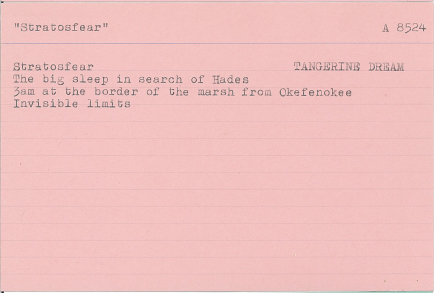 "Stratosfear" A 8524
Stratosfear TANGERINE DREAM
The big sleep in search of Hades
3am at the border of the marsh from Okefenokee
Invisible limits